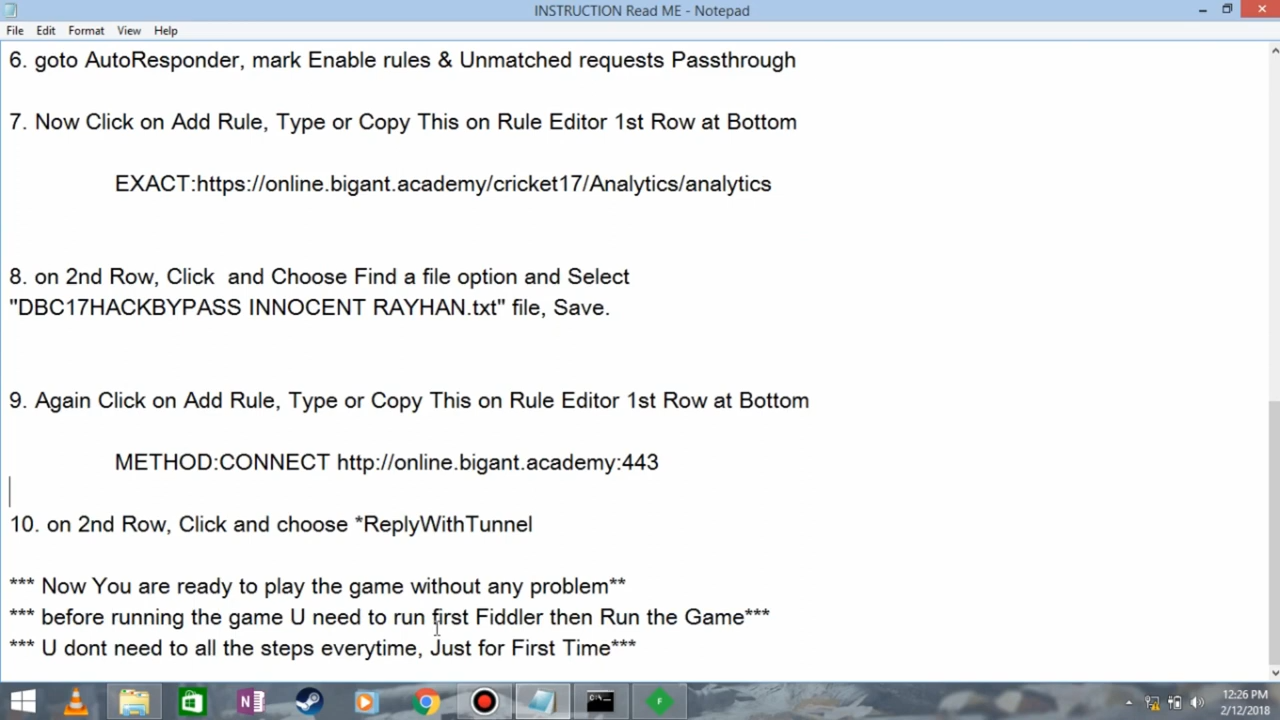 INSTRUCTION Read ME - Notepad
File Edit Format View Help
6. goto AutoResponder, mark Enable rules & Unmatched requests Passthrough
7. Now Click on Add Rule, Type or Copy This on Rule Editor 1st Row at Bottom
EXACT:https://online.bigant.academy/cricket17/Analytics/analytics
8. on 2nd Row, Click  and Choose Find a file option and Select
"DBC17HACKBYPASS INNOCENT RAYHAN.txt" file, Save.
9. Again Click on Add Rule, Type or Copy This on Rule Editor 1st Row at Bottom
METHOD:CONNECT http://online.bigant.academy:443
10. on 2nd Row, Click and choose *ReplyWithTunnel
*** Now You are ready to play the game without any problem**
*** before running the game U need to run first Fiddler then Run the Game***
*** U dont need to all the steps everytime, Just for First Time***
12:26 PM
2/12/2018